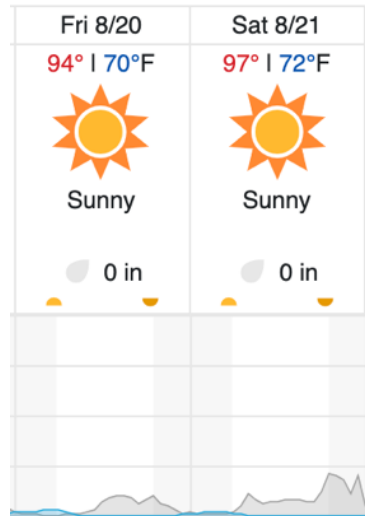 Fri 8/20 Sat 8/21
94° | 70°F 97° | 72°F
Sunny Sunny
0 in 0 in